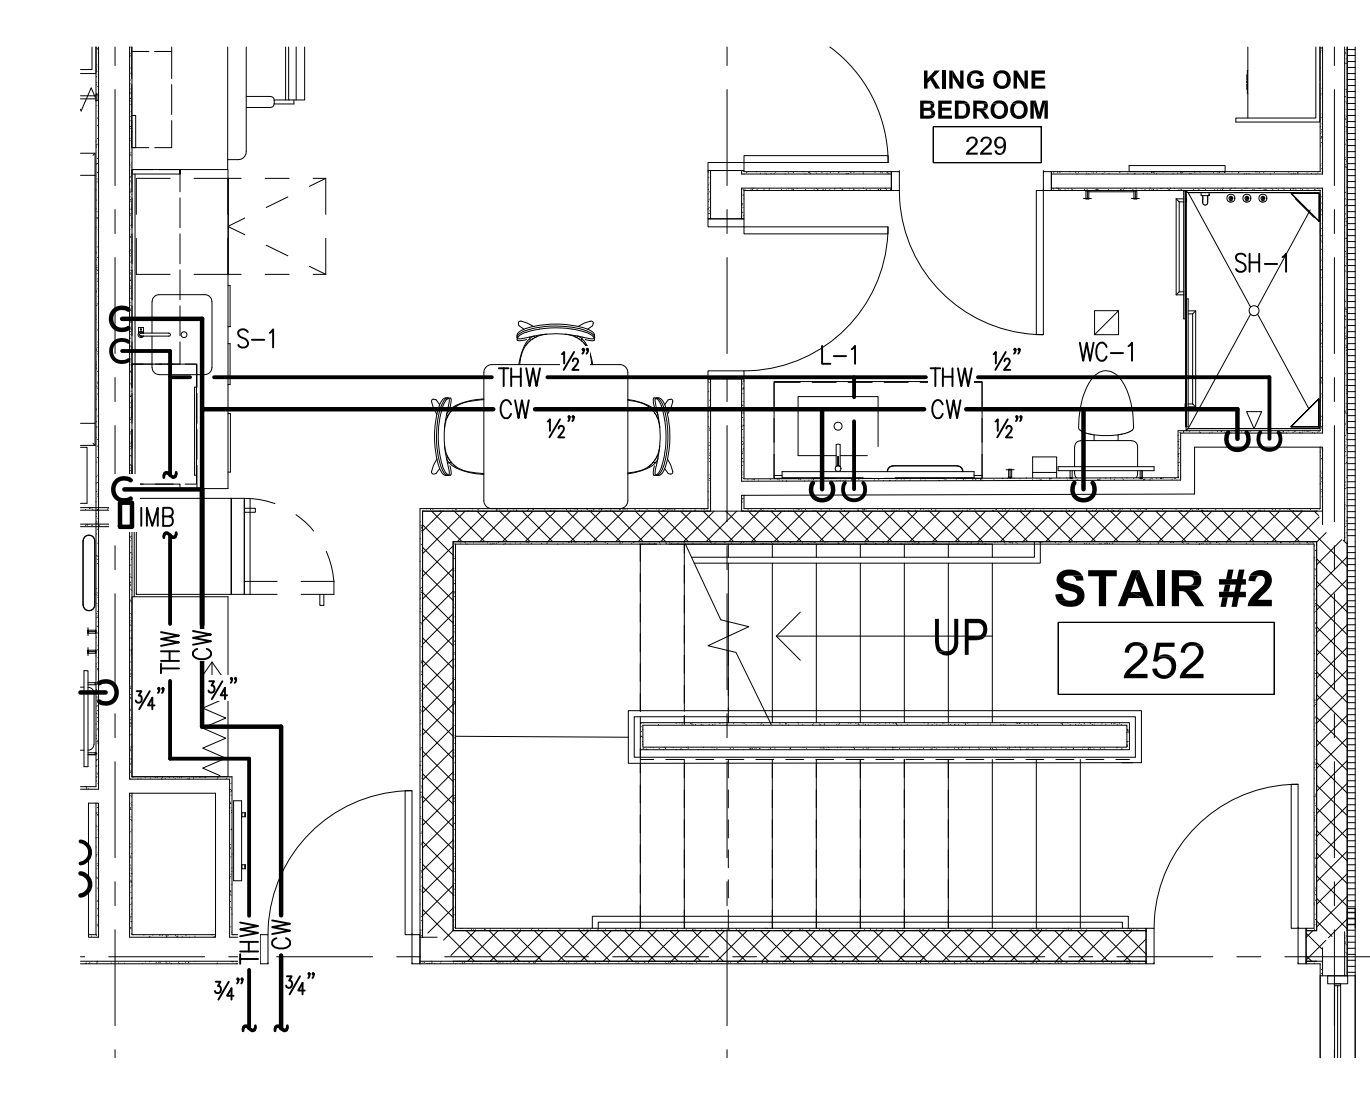 KING ONE
BEDROOM
229
SH-1
S-1
L-1
WC-1
THW
½"
THW
½"
CW
½"
CW
½"
IMB
STAIR #2
252
UP
THW
CW
¾"
¾"
THW
CW
¾"
¾"